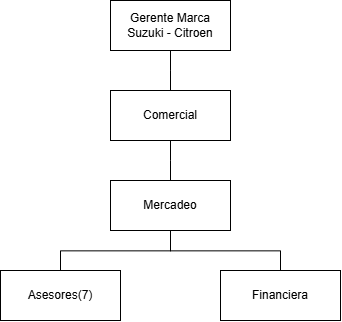 Gerente Marca
Suzuki - Citroen
Comercial
Mercadeo
Asesores(7)
Financiera